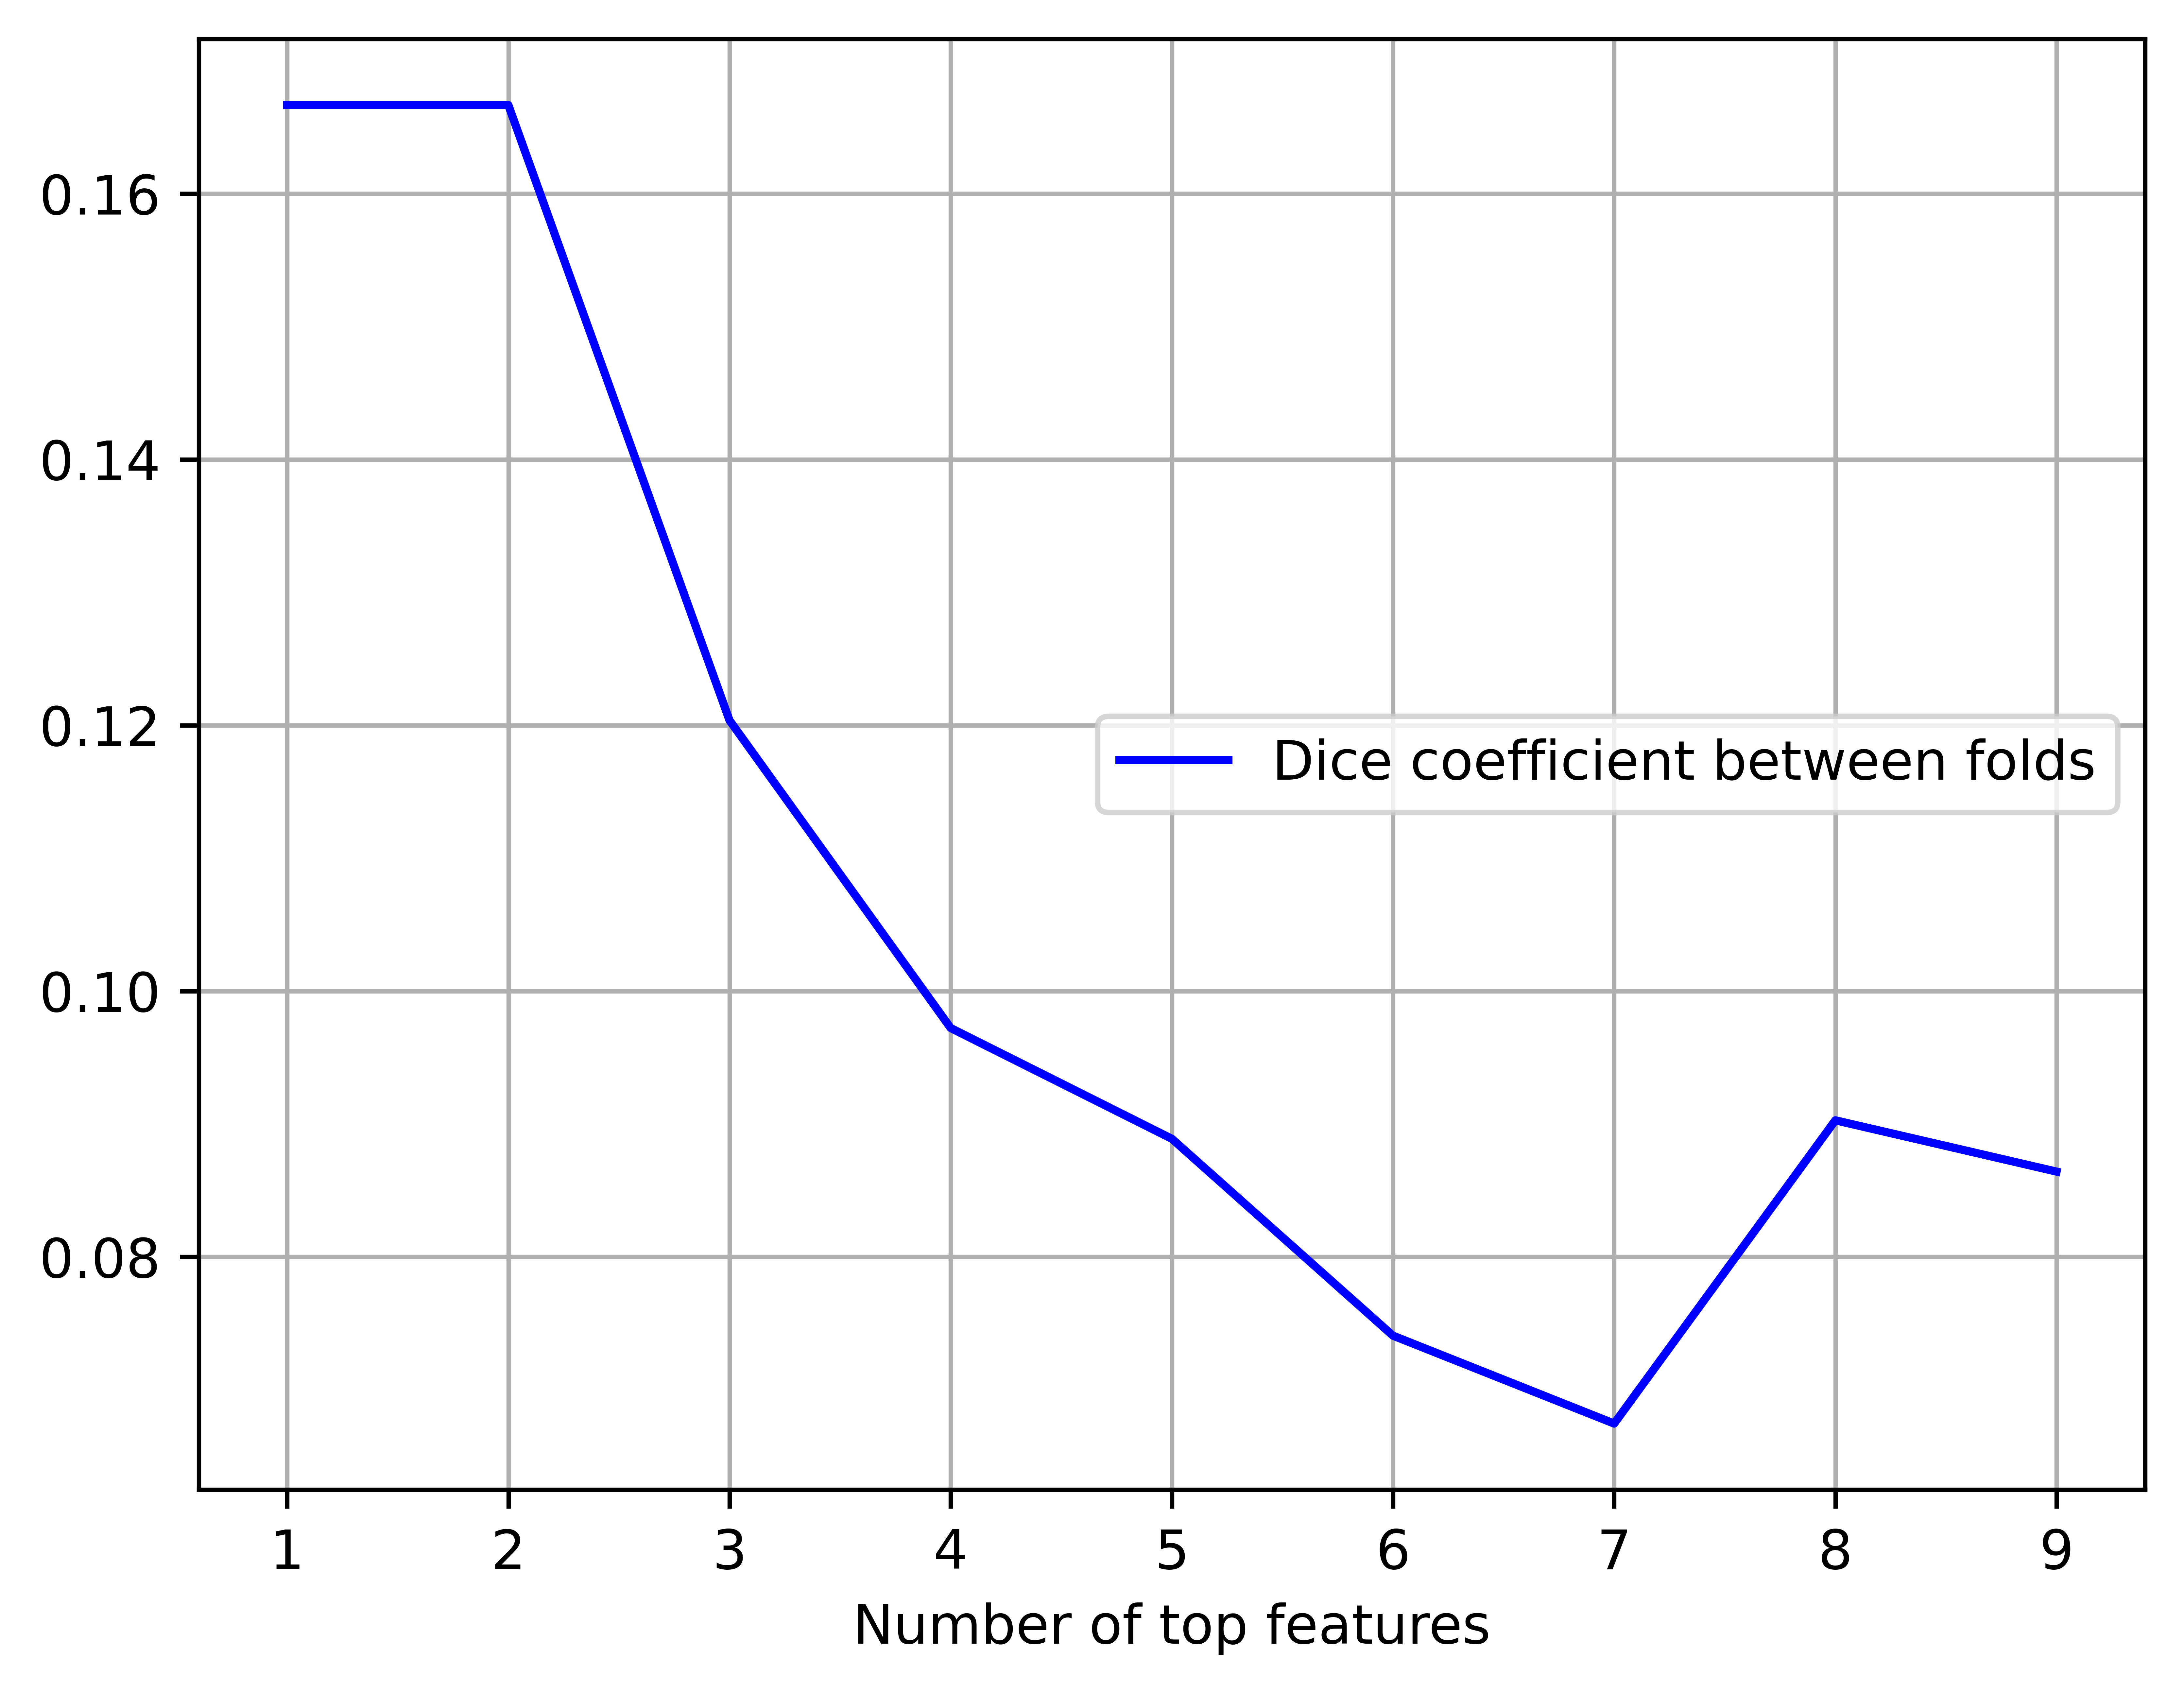 0.16
0.14
0.12
Dice coefficient between folds
0.10
0.08
1 2 3 4 5 6 7 8 9
Number of top features